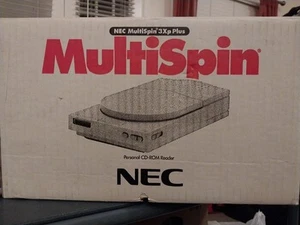 NEC MultiSpin® 3Xp Plus
MultiSpin®
Personal CD-ROM Reader
NEC